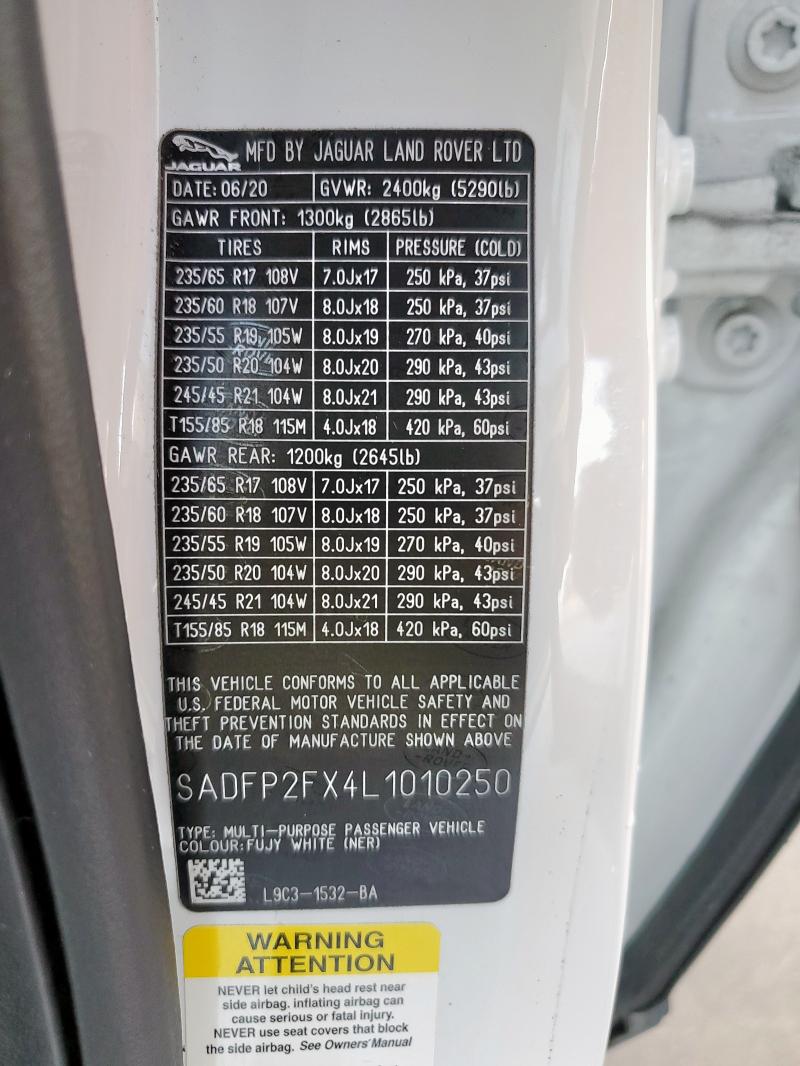 JAGUAR MFD BY JAGUAR LAND ROVER LTD
DATE: 06/20 GVWR: 2400kg (5290lb)
GAWR FRONT: 1300kg (2865lb)
TIRES RIMS PRESSURE (COLD)
235/65 R17 108V 7.0Jx17 250 kPa, 37psi
235/60 R18 107V 8.0Jx18 250 kPa, 37psi
235/55 R19 105W 8.0Jx19 270 kPa, 40psi
235/50 R20 104W 8.0Jx20 290 kPa, 43psi
245/45 R21 104W 8.0Jx21 290 kPa, 43psi
T155/85 R18 115M 4.0Jx18 420 kPa, 60psi
GAWR REAR: 1200kg (2645lb)
235/65 R17 108V 7.0Jx17 250 kPa, 37psi
235/60 R18 107V 8.0Jx18 250 kPa, 37psi
235/55 R19 105W 8.0Jx19 270 kPa, 40psi
235/50 R20 104W 8.0Jx20 290 kPa, 43psi
245/45 R21 104W 8.0Jx21 290 kPa, 43psi
T155/85 R18 115M 4.0Jx18 420 kPa, 60psi
THIS VEHICLE CONFORMS TO ALL APPLICABLE
U.S. FEDERAL MOTOR VEHICLE SAFETY AND
THEFT PREVENTION STANDARDS IN EFFECT ON
THE DATE OF MANUFACTURE SHOWN ABOVE
SADFP2FX4L1010250
TYPE: MULTI-PURPOSE PASSENGER VEHICLE
COLOUR:FUJY WHITE (NER)
L9C3-1532-BA
WARNING
ATTENTION
NEVER let child's head rest near
side airbag. inflating airbag can
cause serious or fatal injury.
NEVER use seat covers that block
the side airbag. See Owners' Manual